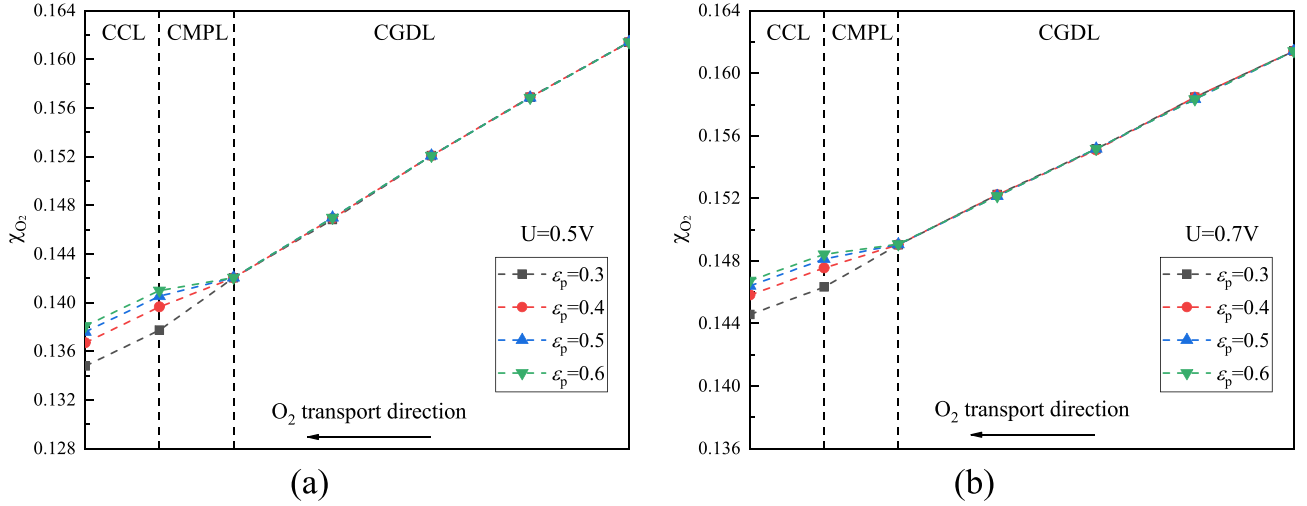 0.164
0.160
0.156
0.152
0.148
0.144
0.140
0.136
0.132
0.128
χO₂
CCL
CMPL
CGDL
U=0.5V
εₚ=0.3
εₚ=0.4
εₚ=0.5
εₚ=0.6
O₂ transport direction
(a)
0.164
0.160
0.156
0.152
0.148
0.144
0.140
0.136
χO₂
CCL
CMPL
CGDL
U=0.7V
εₚ=0.3
εₚ=0.4
εₚ=0.5
εₚ=0.6
O₂ transport direction
(b)